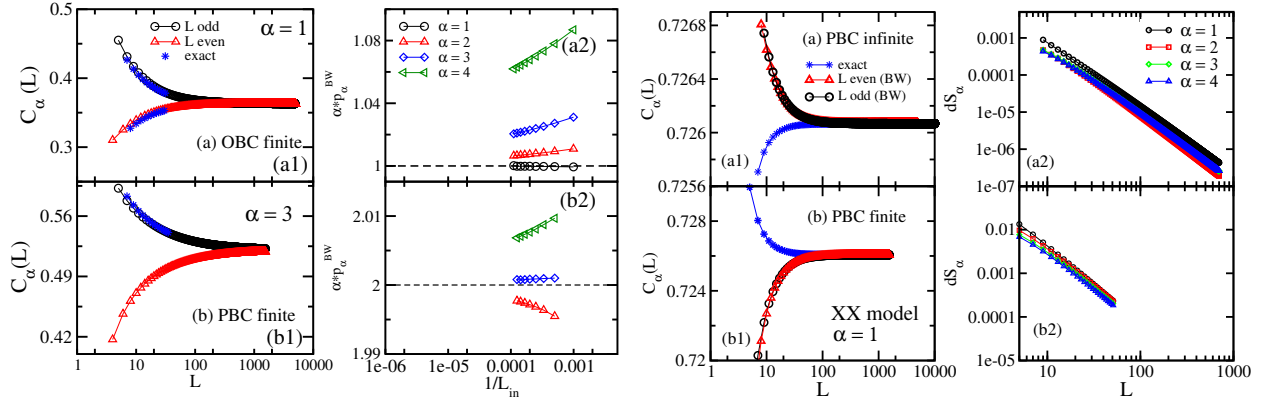 C_α(L)
0.5
0.4
0.3
L odd
L even
exact
α = 1
(a) OBC finite
(a1)
C_α(L)
0.56
0.49
0.42
α = 3
(b) PBC finite
(b1)
1
10
100
1000
10000
L
α*p_α^BW
1.08
1.04
1
α = 1
α = 2
α = 3
α = 4
(a2)
α*p_α^BW
2.01
2
1.99
(b2)
1e-06
1e-05
0.0001
0.001
1/L_in
C_α(L)
0.7268
0.7264
0.726
0.7256
(a) PBC infinite
exact
L even (BW)
L odd (BW)
(a1)
C_α(L)
0.728
0.724
0.72
(b) PBC finite
XX model
α = 1
(b1)
1
10
100
1000
10000
L
dS_α
0.001
0.0001
1e-05
1e-06
1e-07
α = 1
α = 2
α = 3
α = 4
(a2)
dS_α
0.01
0.001
0.0001
1e-05
(b2)
10
100
1000
L